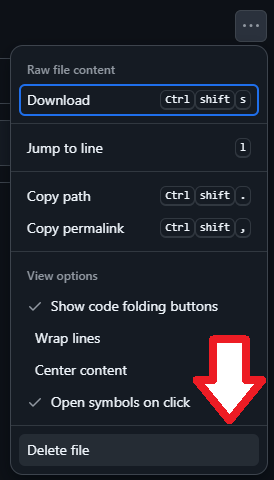 Raw file content
Download Ctrl shift s
Jump to line l
Copy path Ctrl shift .
Copy permalink Ctrl shift ,
View options
Show code folding buttons
Wrap lines
Center content
Open symbols on click
Delete file